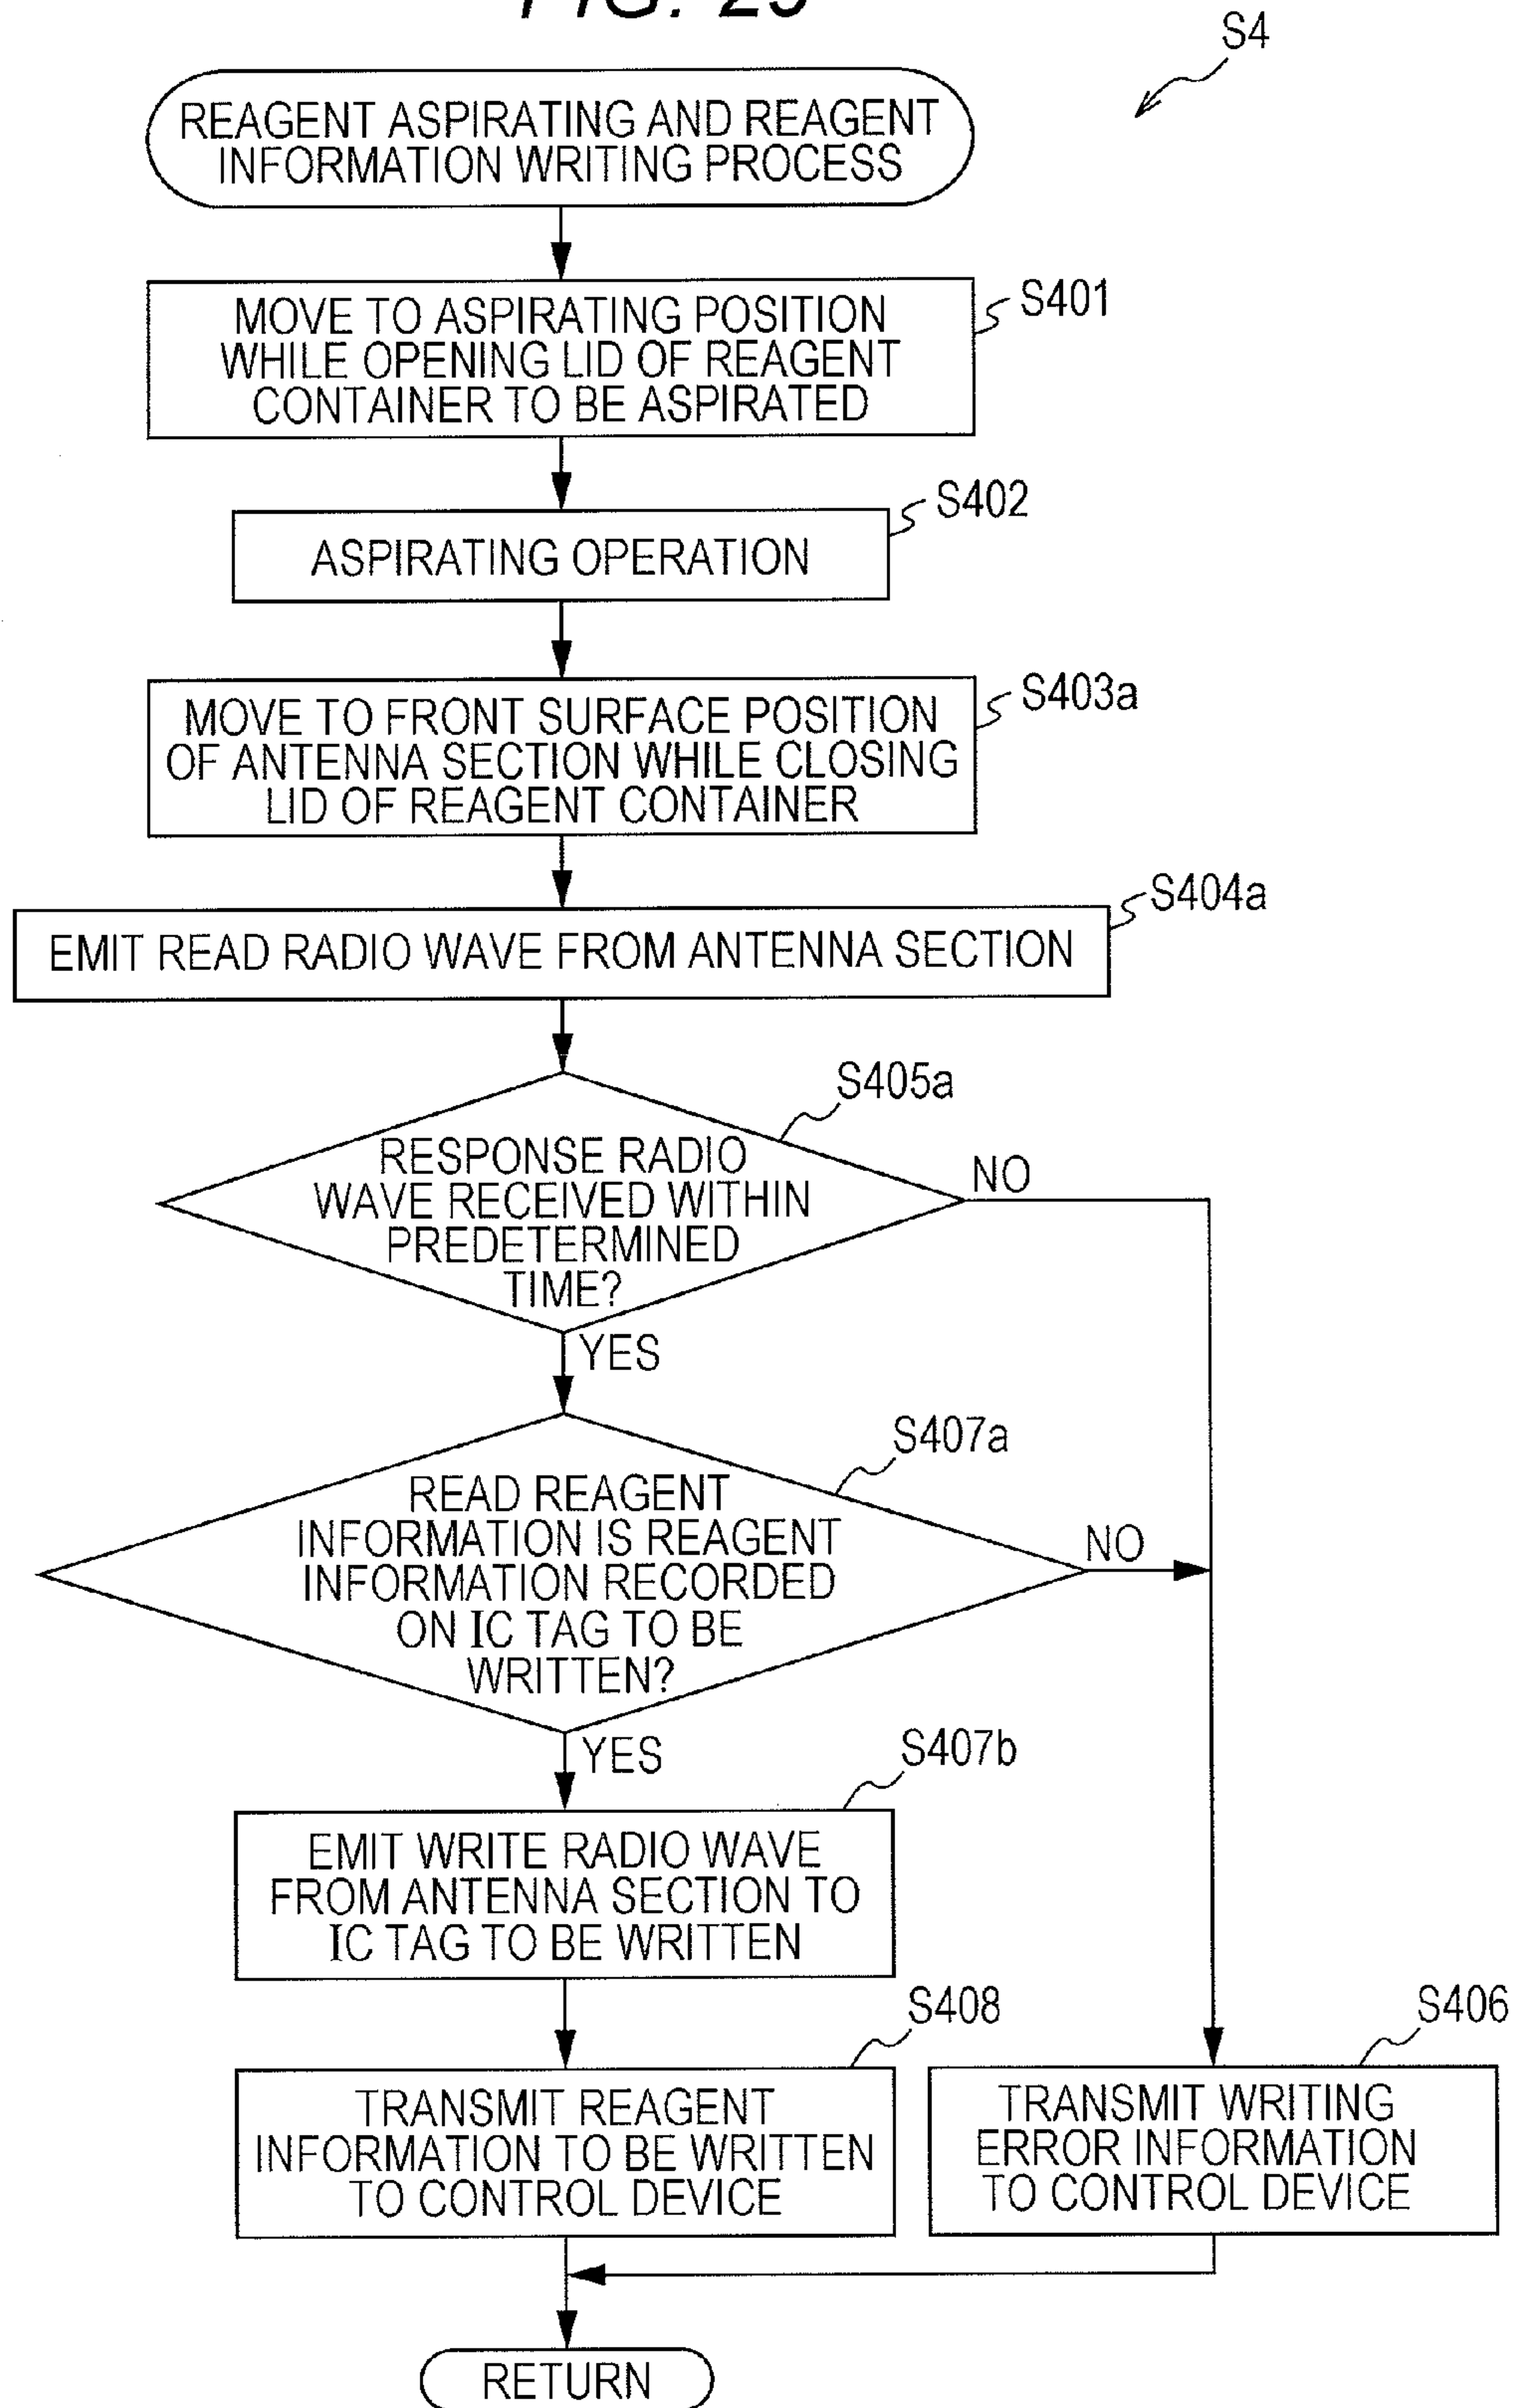 S4
REAGENT ASPIRATING AND REAGENT
INFORMATION WRITING PROCESS
S401
MOVE TO ASPIRATING POSITION
WHILE OPENING LID OF REAGENT
CONTAINER TO BE ASPIRATED
S402
ASPIRATING OPERATION
S403a
MOVE TO FRONT SURFACE POSITION
OF ANTENNA SECTION WHILE CLOSING
LID OF REAGENT CONTAINER
S404a
EMIT READ RADIO WAVE FROM ANTENNA SECTION
S405a
RESPONSE RADIO
WAVE RECEIVED WITHIN
PREDETERMINED
TIME?
NO
YES
S407a
READ REAGENT
INFORMATION IS REAGENT
INFORMATION RECORDED
ON IC TAG TO BE
WRITTEN?
NO
YES
S407b
EMIT WRITE RADIO WAVE
FROM ANTENNA SECTION TO
IC TAG TO BE WRITTEN
S408
TRANSMIT REAGENT
INFORMATION TO BE WRITTEN
TO CONTROL DEVICE
S406
TRANSMIT WRITING
ERROR INFORMATION
TO CONTROL DEVICE
RETURN